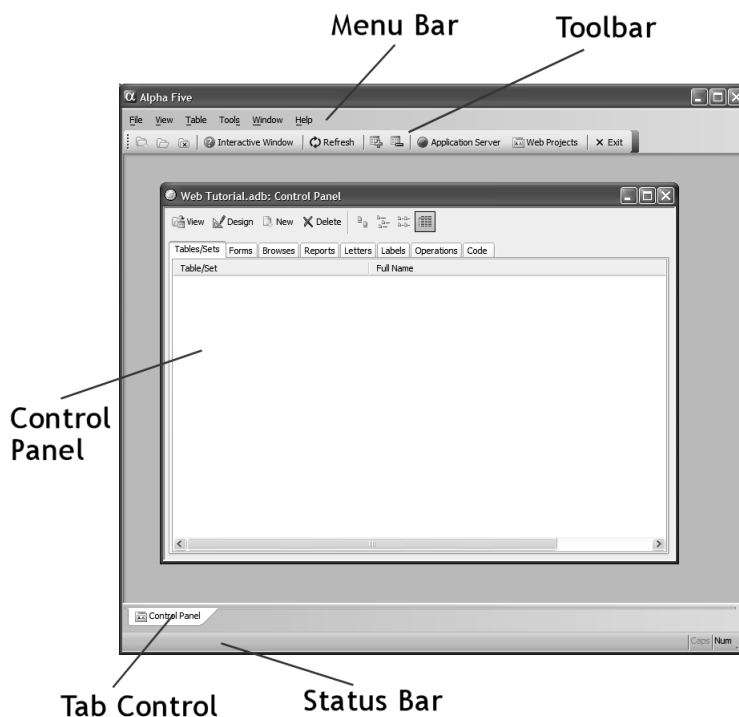 Menu Bar
Toolbar
Alpha Five
File View Table Tools Window Help
Interactive Window Refresh Application Server Web Projects Exit
Web Tutorial.adb: Control Panel
View Design New Delete
Tables/Sets Forms Browses Reports Letters Labels Operations Code
Table/Set Full Name
Control
Panel
Control Panel
Caps Num
Tab Control
Status Bar